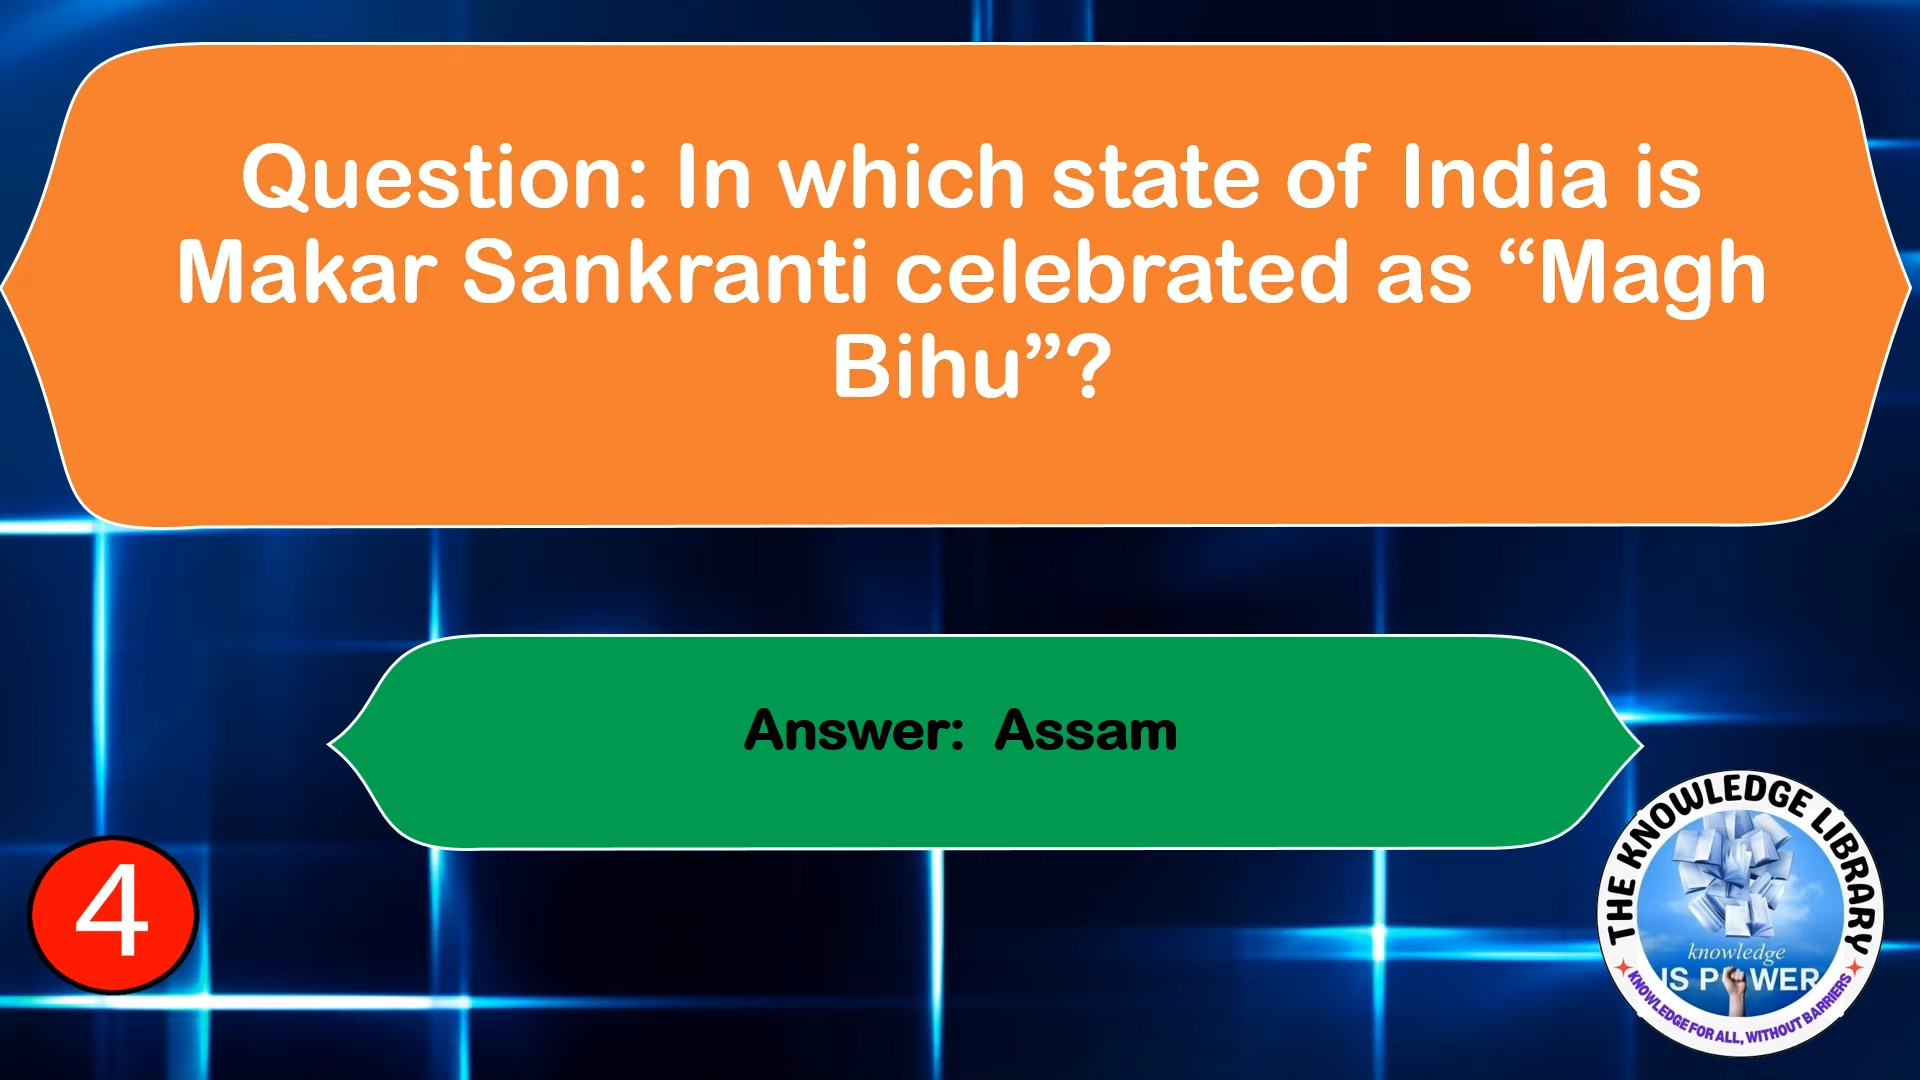 Question: In which state of India is
Makar Sankranti celebrated as “Magh
Bihu”?
Answer: Assam
4
THE KNOWLEDGE LIBRARY
knowledge
IS POWER
KNOWLEDGE FOR ALL, WITHOUT BARRIERS